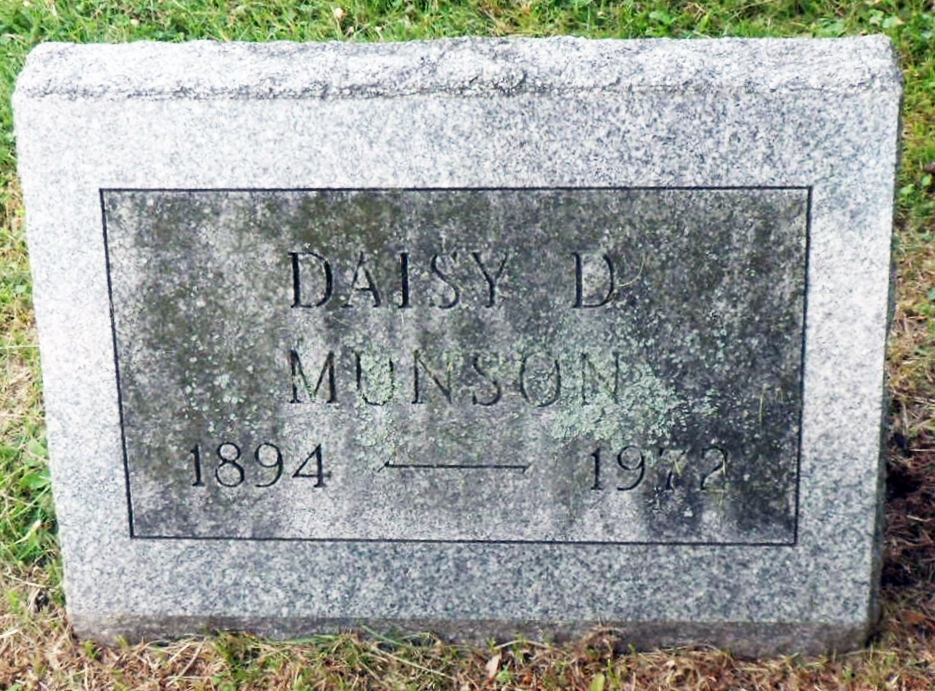 DAISY D.
MUNSON
1894 — 1972